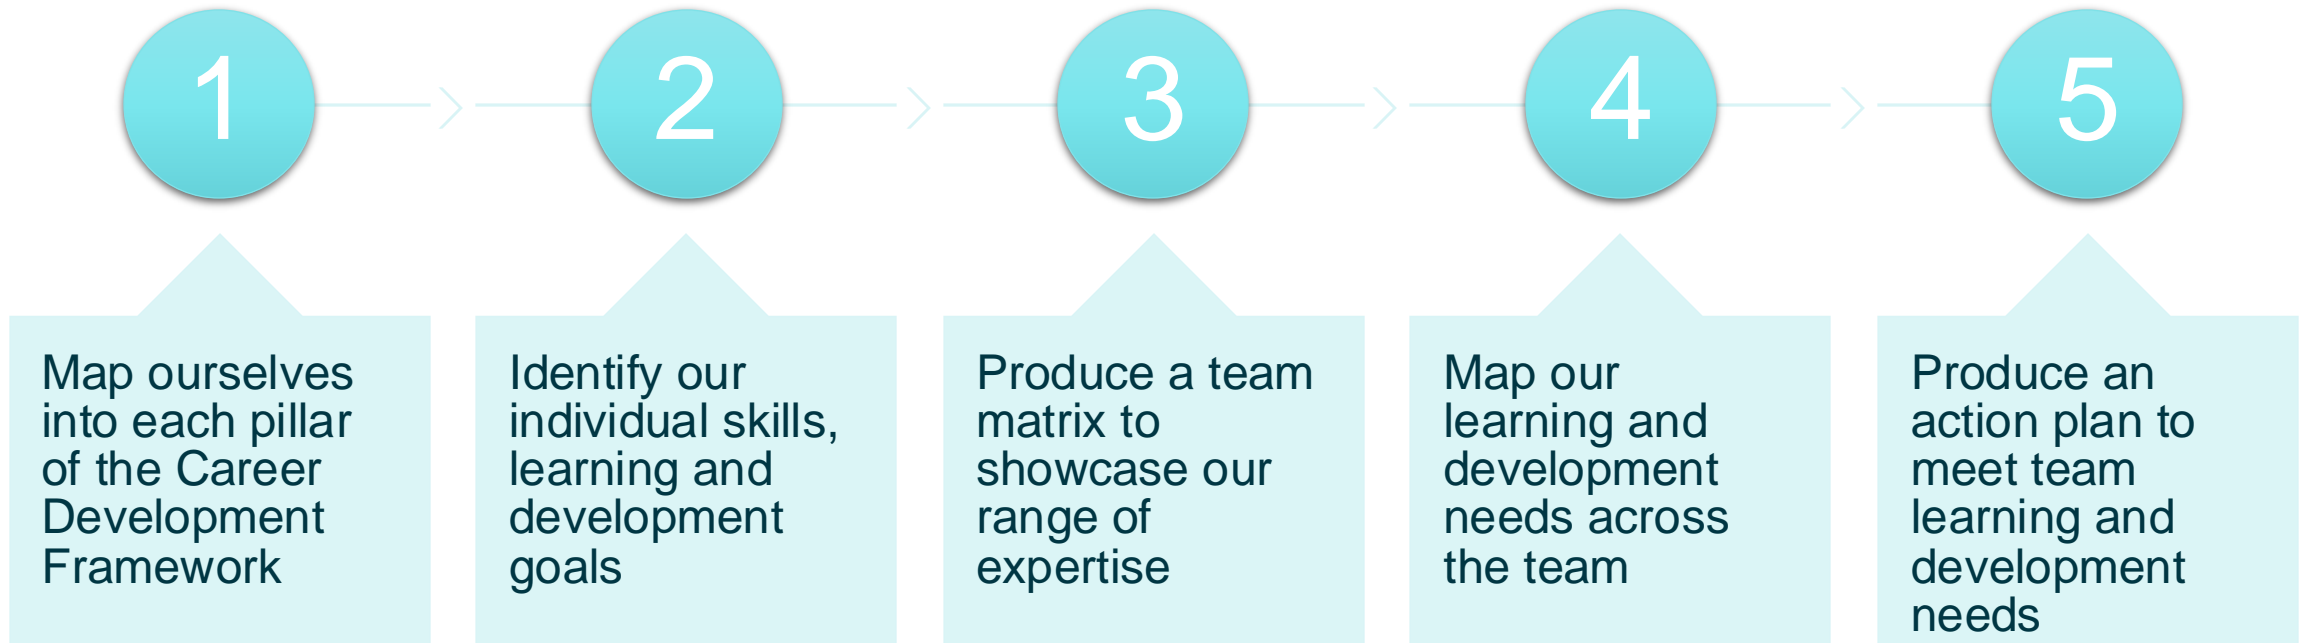 1
2
3
4
5
Map ourselves
into each pillar
of the Career
Development
Framework
Identify our
individual skills,
learning and
development
goals
Produce a team
matrix to
showcase our
range of
expertise
Map our
learning and
development
needs across
the team
Produce an
action plan to
meet team
learning and
development
needs